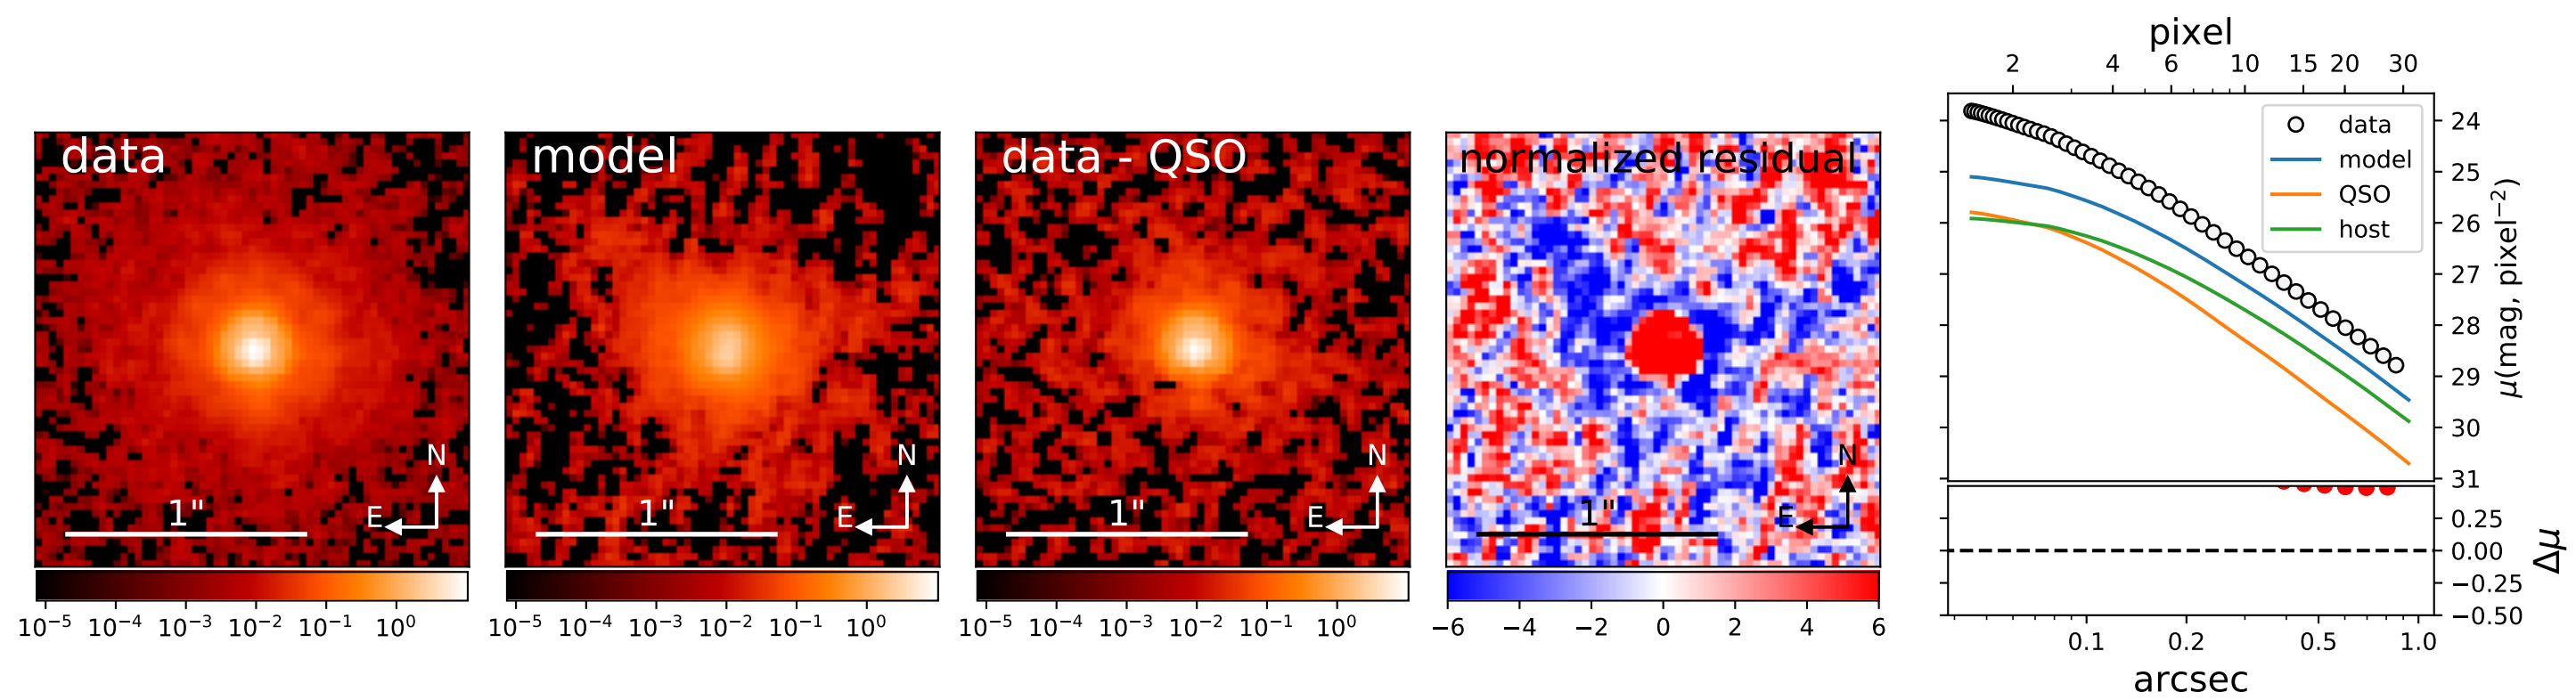 data
N
E
1"
10⁻⁵ 10⁻⁴ 10⁻³ 10⁻² 10⁻¹ 10⁰
model
N
E
1"
10⁻⁵ 10⁻⁴ 10⁻³ 10⁻² 10⁻¹ 10⁰
data - QSO
N
E
1"
10⁻⁵ 10⁻⁴ 10⁻³ 10⁻² 10⁻¹ 10⁰
normalized residual
N
E
1"
−6 −4 −2 0 2 4 6
pixel
2 4 6 10 15 20 30
data
model
QSO
host
24
25
26
27
28
29
30
31
μ(mag, pixel⁻²)
0.25
0.00
−0.25
−0.50
Δμ
0.1 0.2 0.5 1.0
arcsec